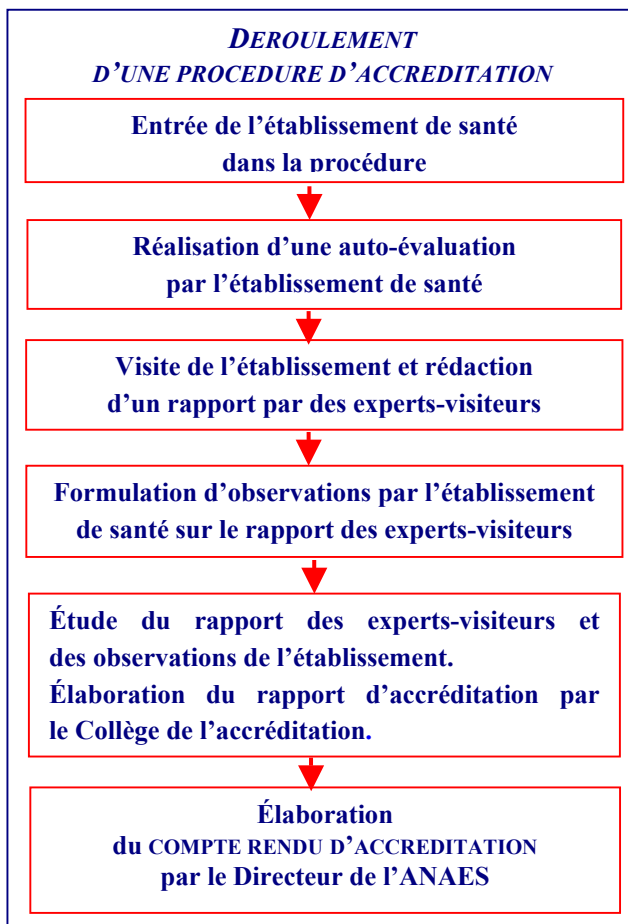 DEROULEMENT
D’UNE PROCEDURE D’ACCREDITATION
Entrée de l’établissement de santé
dans la procédure
Réalisation d’une auto-évaluation
par l’établissement de santé
Visite de l’établissement et rédaction
d’un rapport par des experts-visiteurs
Formulation d’observations par l’établissement
de santé sur le rapport des experts-visiteurs
Étude du rapport des experts-visiteurs et
des observations de l’établissement.
Élaboration du rapport d’accréditation par
le Collège de l’accréditation.
Élaboration
du COMPTE RENDU D’ACCREDITATION
par le Directeur de l’ANAES